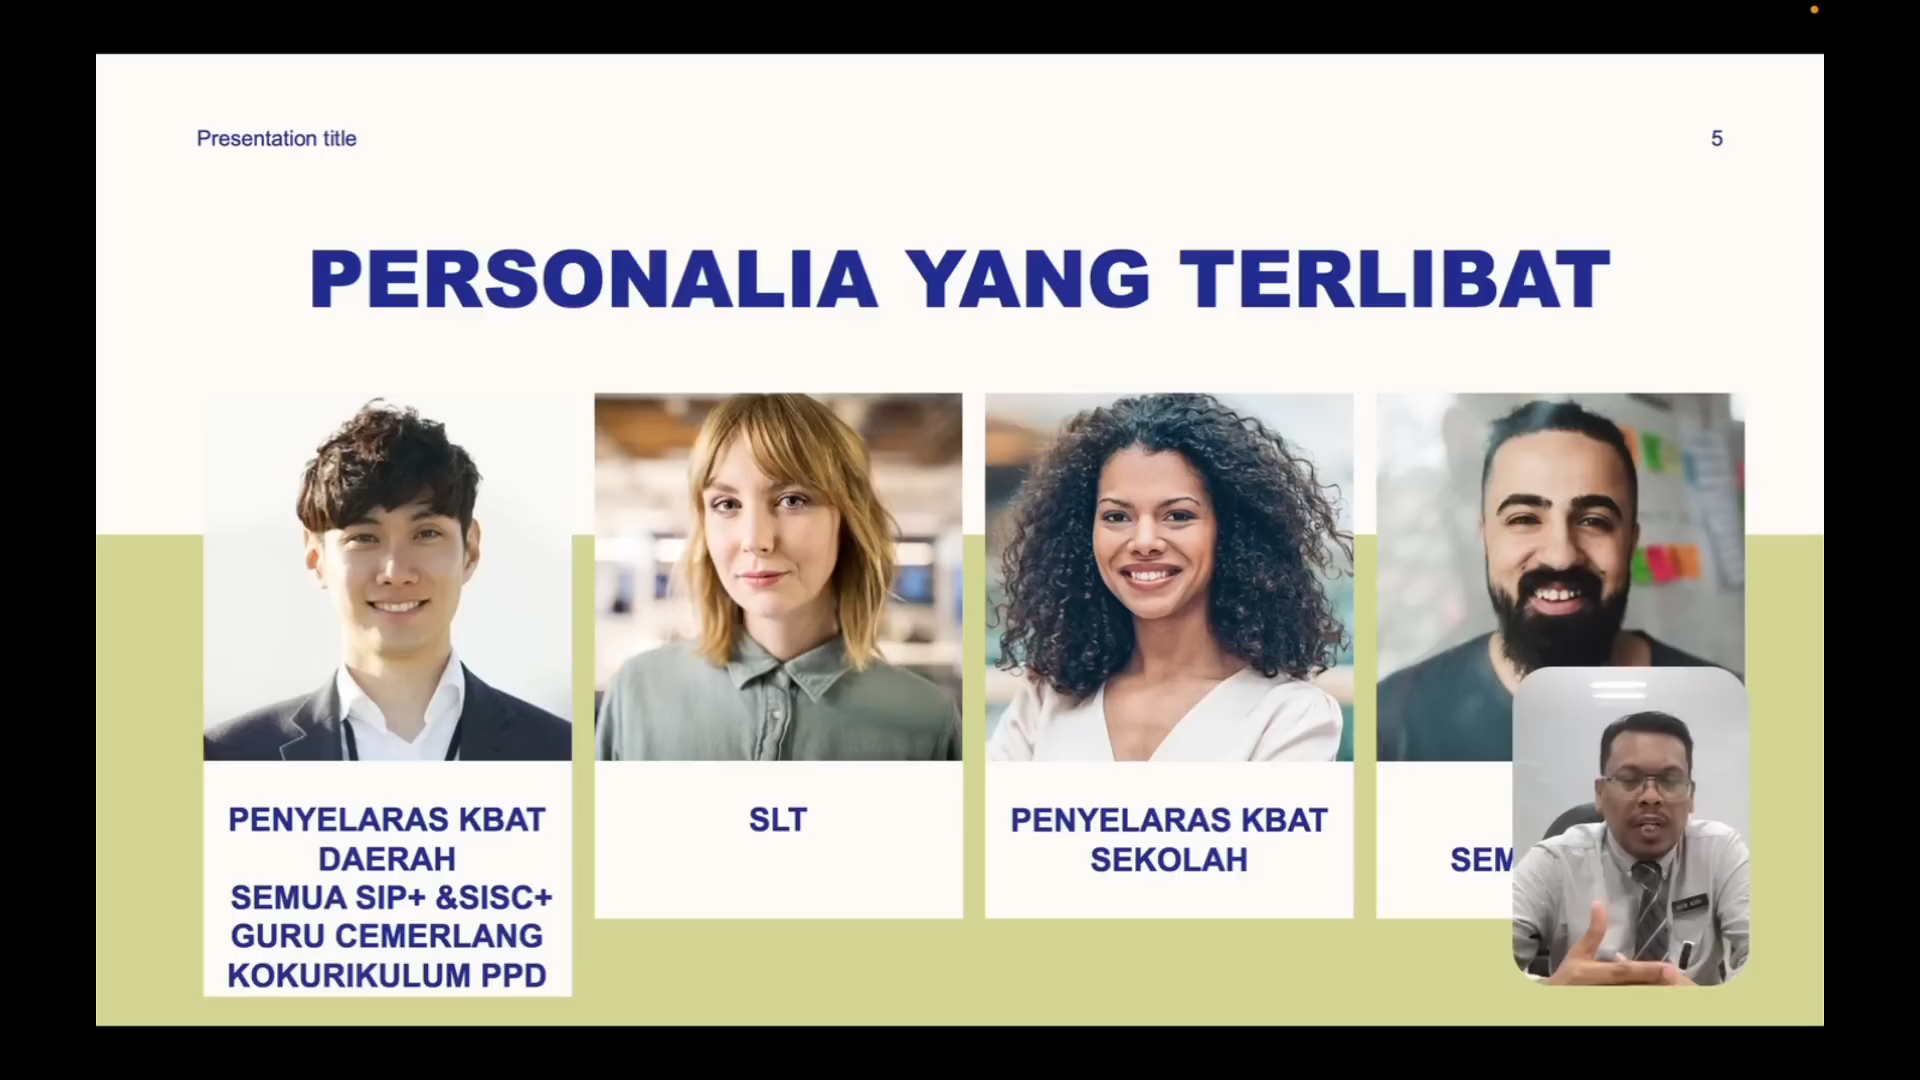 Presentation title
5
PERSONALIA YANG TERLIBAT
PENYELARAS KBAT
DAERAH
SEMUA SIP+ &SISC+
GURU CEMERLANG
KOKURIKULUM PPD
SLT
PENYELARAS KBAT
SEKOLAH